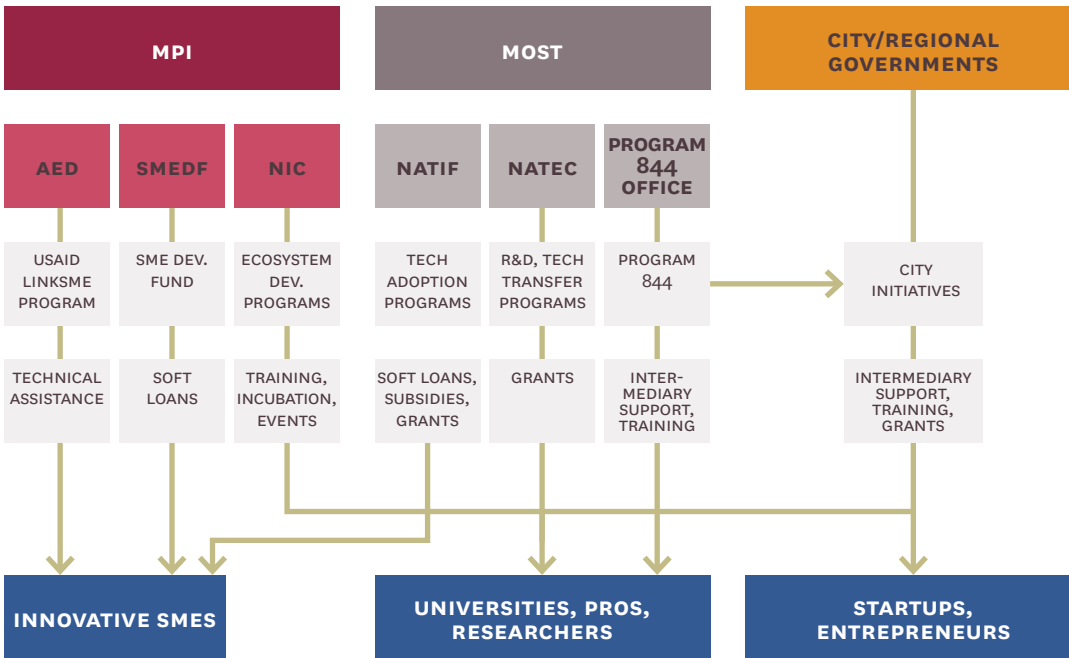 MPI
MOST
CITY/REGIONAL
GOVERNMENTS
AED
SMEDF
NIC
NATIF
NATEC
PROGRAM
844
OFFICE
USAID
LINKSME
PROGRAM
SME DEV.
FUND
ECOSYSTEM
DEV.
PROGRAMS
TECH
ADOPTION
PROGRAMS
R&D, TECH
TRANSFER
PROGRAMS
PROGRAM
844
CITY
INITIATIVES
TECHNICAL
ASSISTANCE
SOFT
LOANS
TRAINING,
INCUBATION,
EVENTS
SOFT LOANS,
SUBSIDIES,
GRANTS
GRANTS
INTER-
MEDIARY
SUPPORT,
TRAINING
INTERMEDIARY
SUPPORT,
TRAINING,
GRANTS
INNOVATIVE SMES
UNIVERSITIES, PROS,
RESEARCHERS
STARTUPS,
ENTREPRENEURS